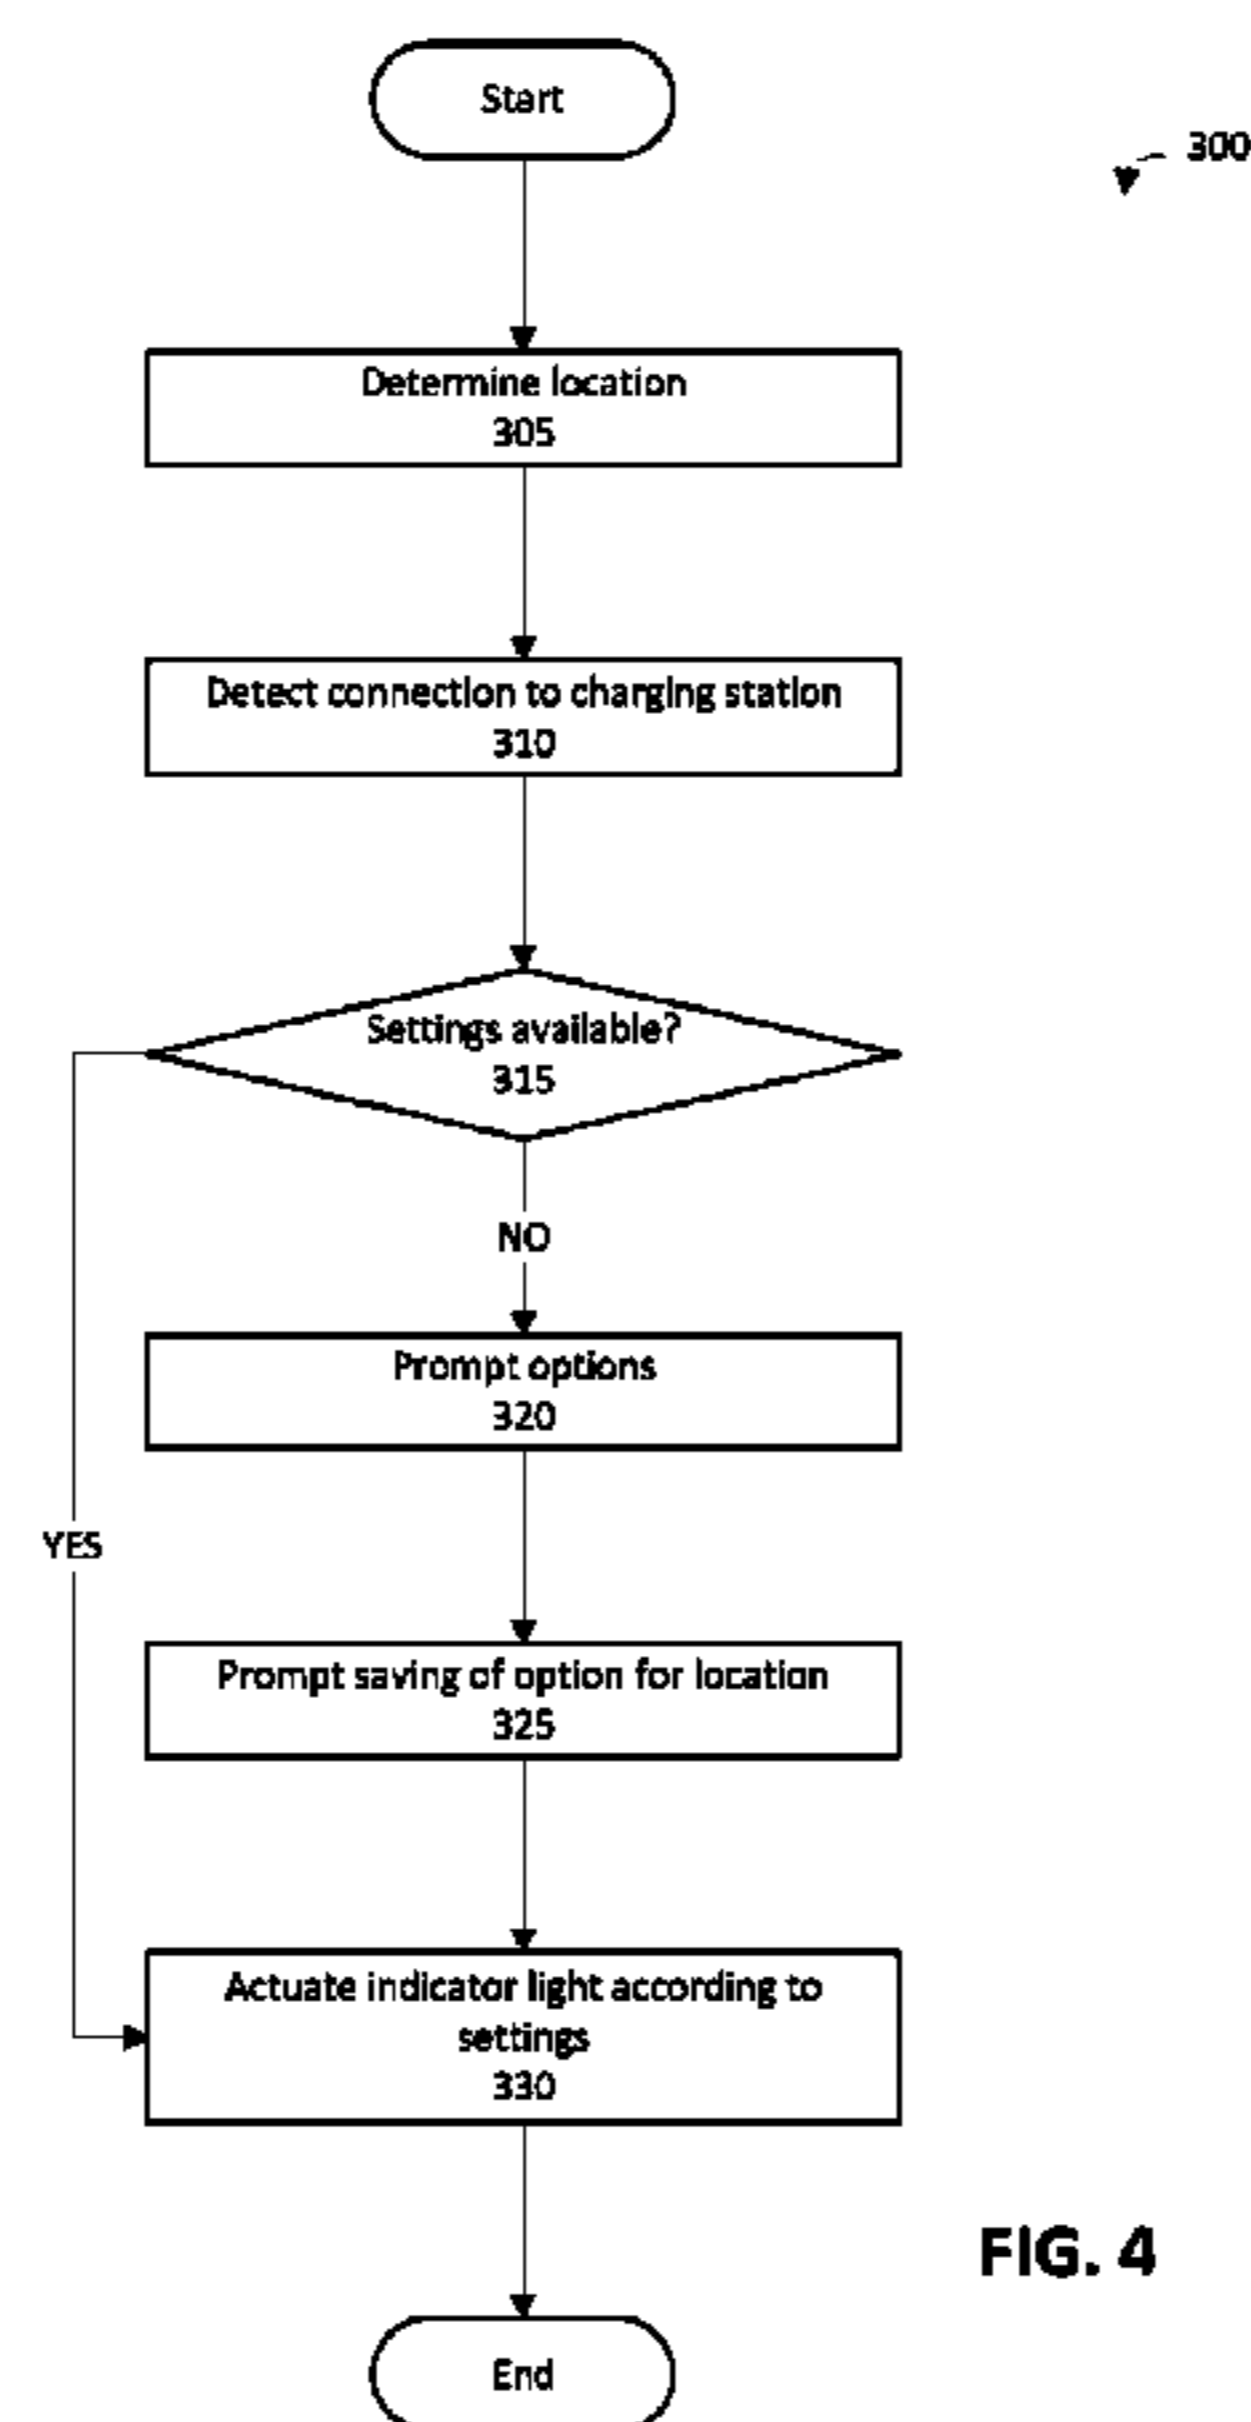 Start
300
Determine location
305
Detect connection to charging station
310
Settings available?
315
NO
Prompt options
320
YES
Prompt saving of option for location
325
Actuate indicator light according to
settings
330
FIG. 4
End